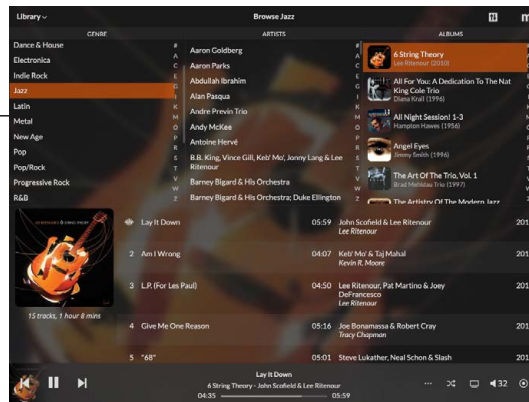 Library
Browse Jazz
GENRE
ARTISTS
ALBUMS
Dance & House
Electronica
Indie Rock
Jazz
Latin
Metal
New Age
Pop
Pop/Rock
Progressive Rock
R&B
#
A
C
E
G
I
K
M
O
P
R
S
T
V
W
Z
Aaron Goldberg
Aaron Parks
Abdullah Ibrahim
Alan Pasqua
Andre Previn Trio
Andy McKee
Antoine Hervé
B.B. King, Vince Gill, Keb' Mo', Jonny Lang & Lee
Ritenour
Barney Bigard & His Orchestra
Barney Bigard & His Orchestra; Duke Ellington
#
A
C
E
G
I
K
M
O
P
R
S
T
V
W
Z
6 String Theory
Lee Ritenour (2010)
All For You: A Dedication To The Nat
King Cole Trio
Diana Krall (1996)
All Night Session! 1-3
Hampton Hawes (1956)
Angel Eyes
Jimmy Smith (1996)
The Art Of The Trio, Vol. 1
Brad Mehldau Trio (1997)
The Artistry Of The Modern Jazz
15 tracks, 1 hour 8 mins
Lay It Down 05:59 John Scofield & Lee Ritenour 201
Lee Ritenour
2 Am I Wrong 04:07 Keb' Mo' & Taj Mahal 201
Kevin R. Moore
3 L.P. (For Les Paul) 04:50 Lee Ritenour, Pat Martino & Joey 201
DeFrancesco
Lee Ritenour
4 Give Me One Reason 05:16 Joe Bonamassa & Robert Cray 201
Tracy Chapman
5 "68" 05:01 Steve Lukather, Neal Schon & Slash 201
Lay It Down
6 String Theory - John Scofield & Lee Ritenour
04:35 05:59
32